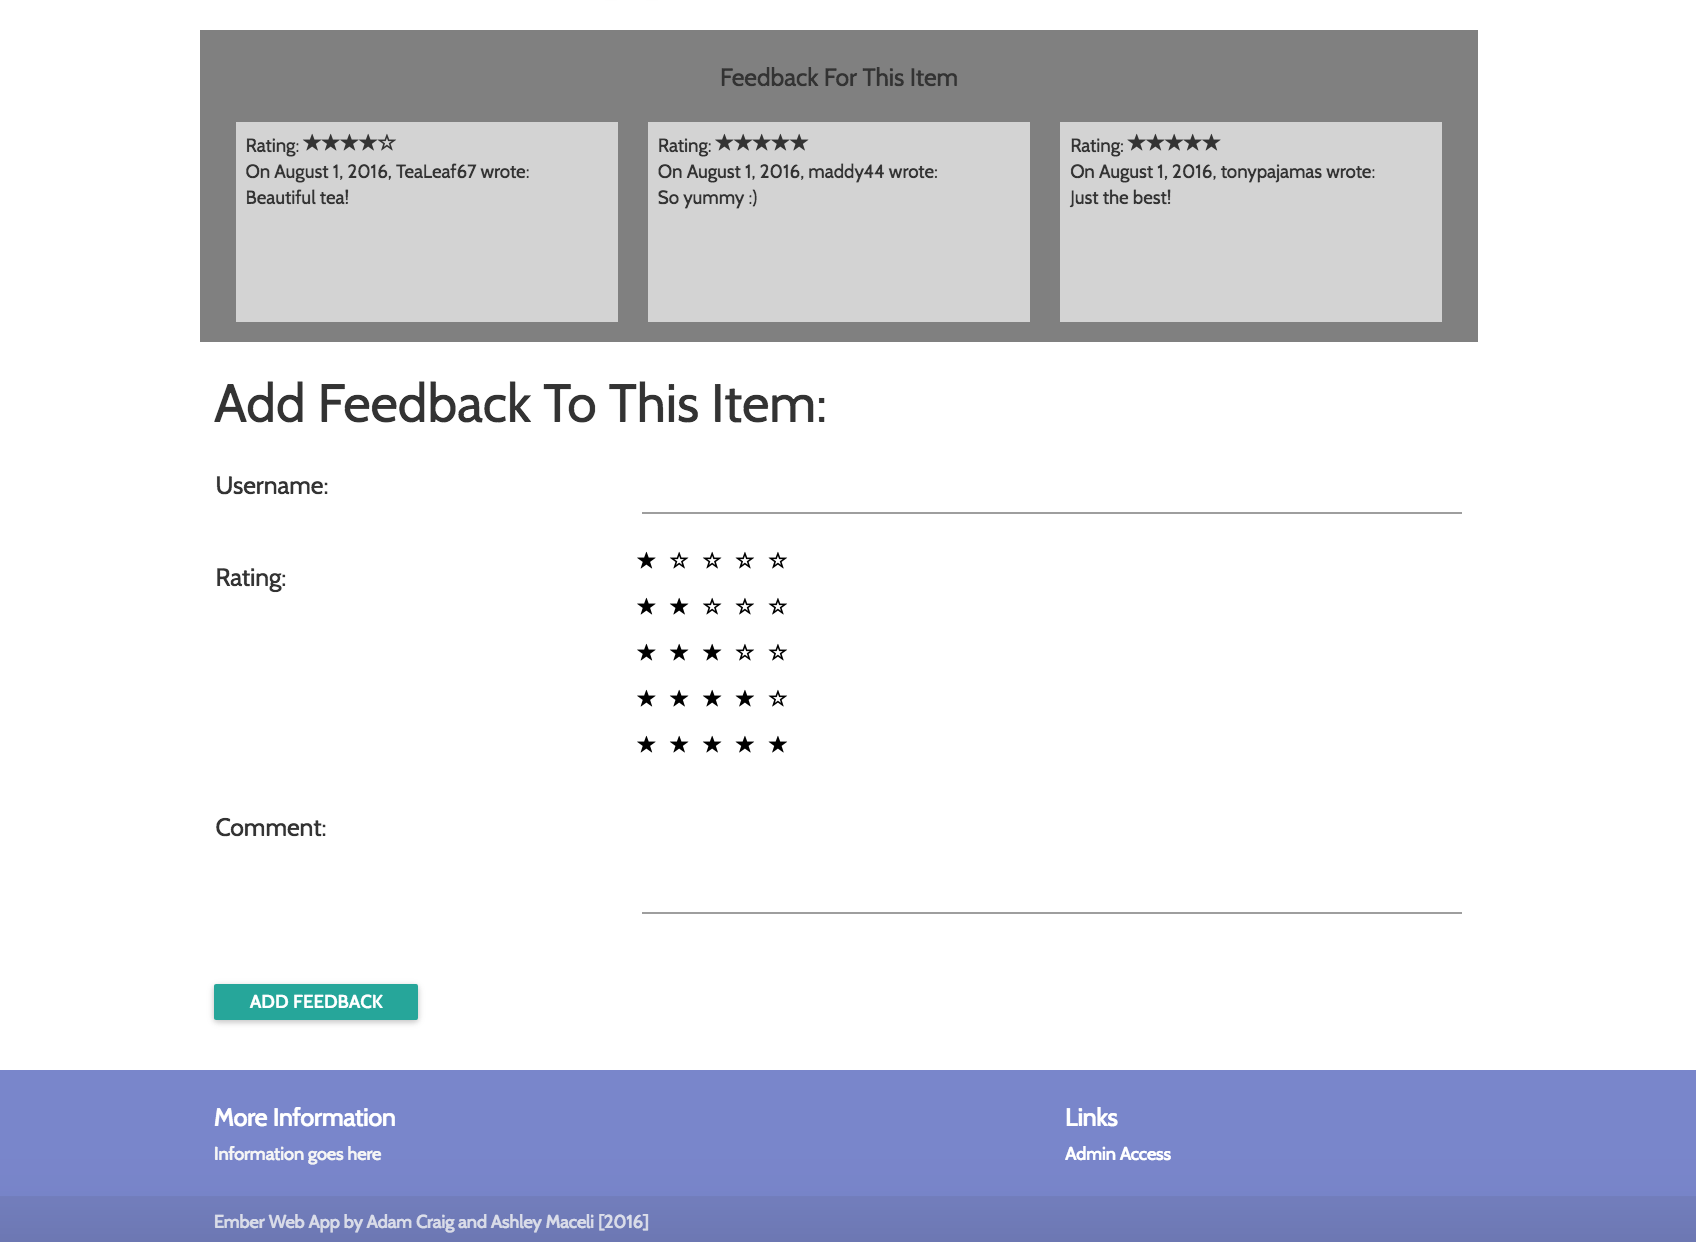 Feedback For This Item
Rating: ★★★★☆
On August 1, 2016, TeaLeaf67 wrote:
Beautiful tea!
Rating: ★★★★★
On August 1, 2016, maddy44 wrote:
So yummy :)
Rating: ★★★★★
On August 1, 2016, tonypajamas wrote:
Just the best!
Add Feedback To This Item:
Username:
Rating:
★ ☆ ☆ ☆ ☆
★ ★ ☆ ☆ ☆
★ ★ ★ ☆ ☆
★ ★ ★ ★ ☆
★ ★ ★ ★ ★
Comment:
ADD FEEDBACK
More Information
Information goes here
Links
Admin Access
Ember Web App by Adam Craig and Ashley Maceli [2016]